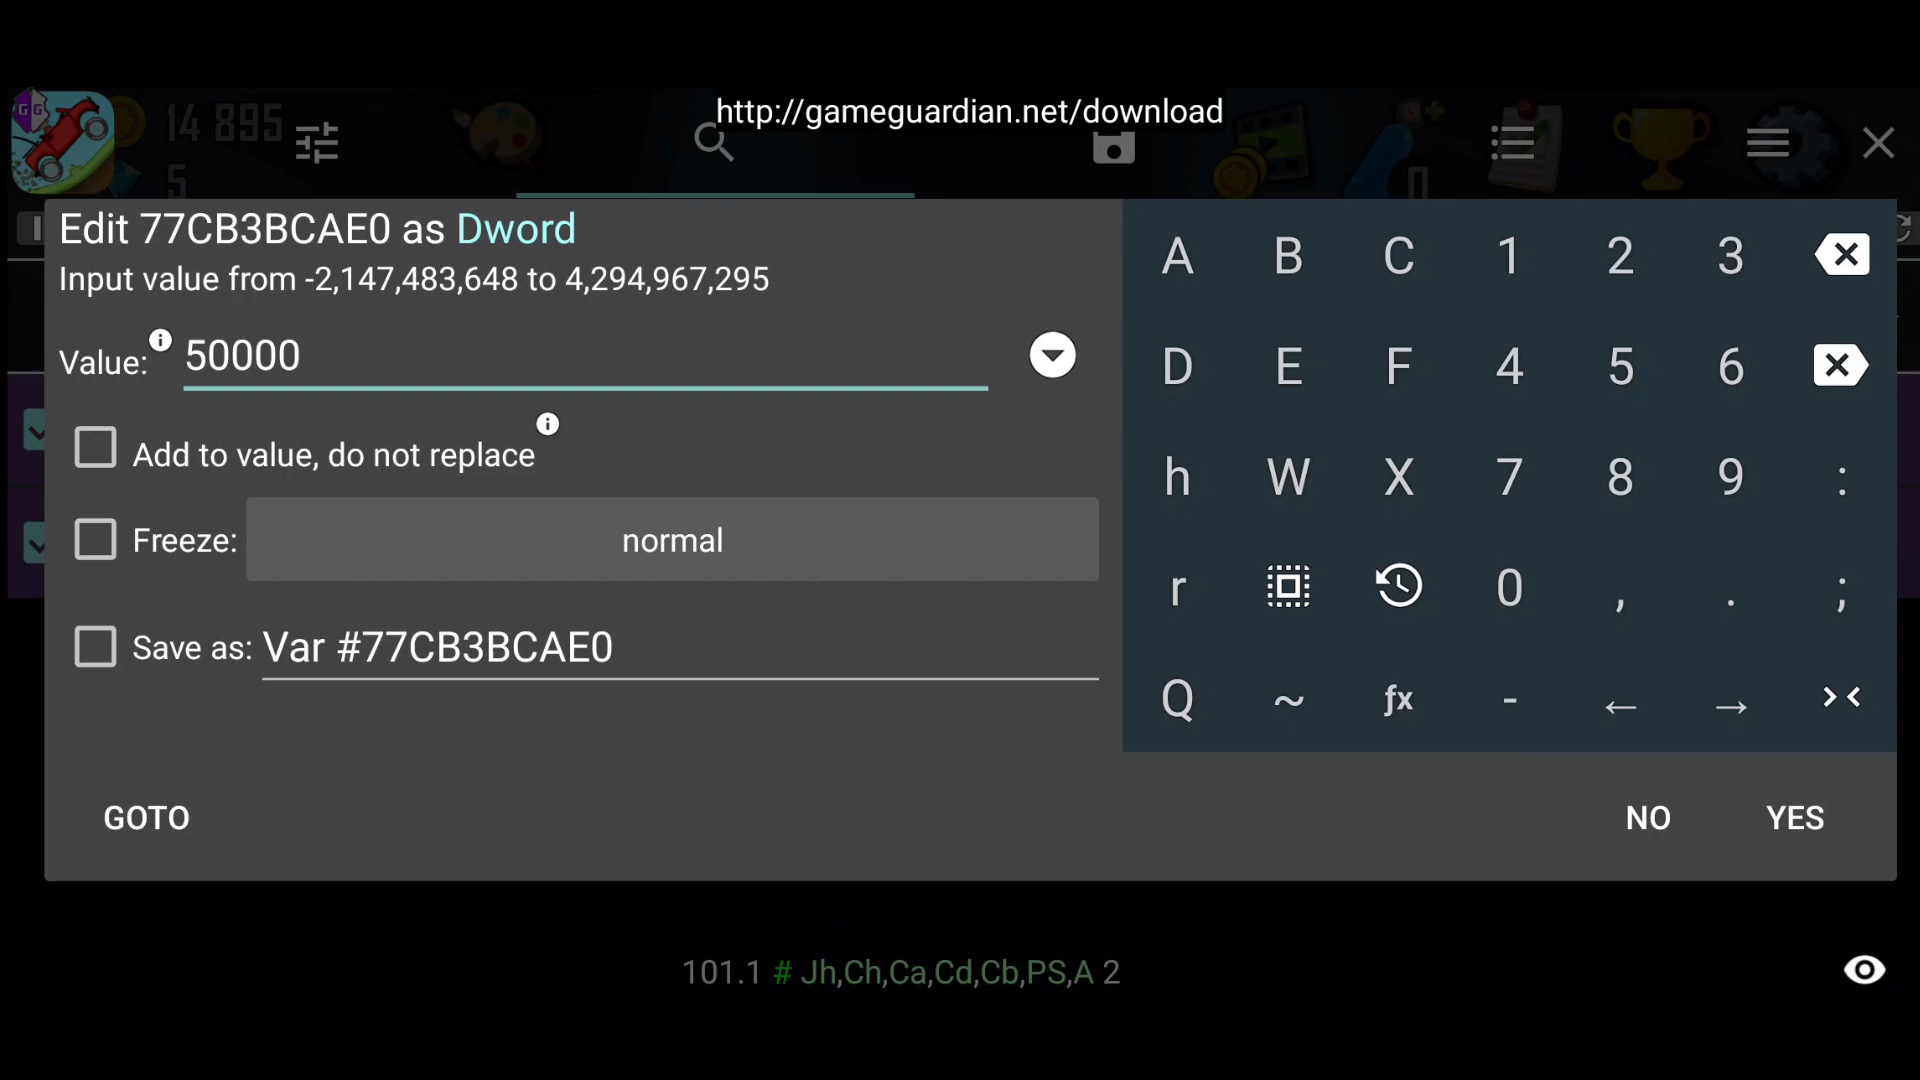 http://gameguardian.net/download
GG
14 895
5
0
Edit 77CB3BCAE0 as Dword
Input value from -2,147,483,648 to 4,294,967,295
Value: 50000
Add to value, do not replace
Freeze: normal
Save as: Var #77CB3BCAE0
A B C 1 2 3
D E F 4 5 6
h W X 7 8 9 :
r 0 , . ;
Q ~ ƒx - ← → › ‹
GOTO NO YES
101.1 # Jh,Ch,Ca,Cd,Cb,PS,A 2